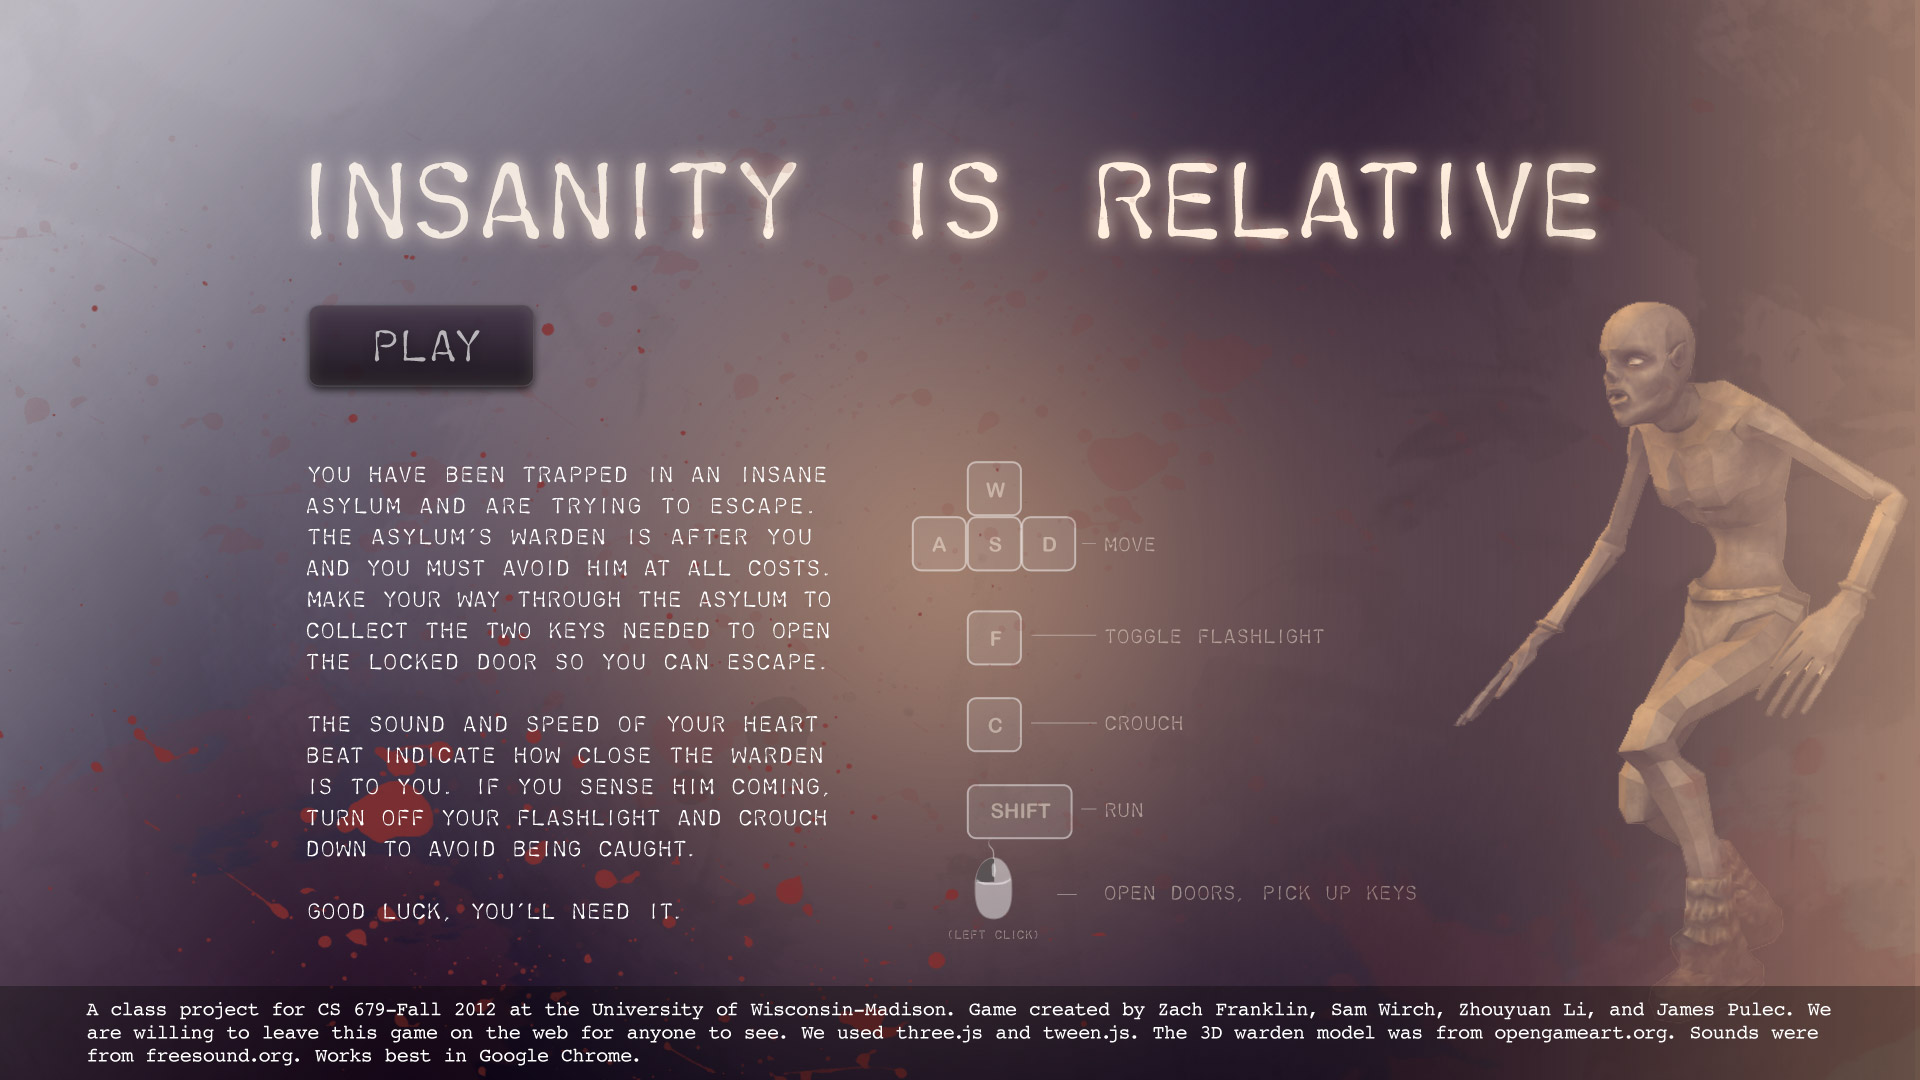 INSANITY IS RELATIVE
PLAY
YOU HAVE BEEN TRAPPED IN AN INSANE
ASYLUM AND ARE TRYING TO ESCAPE.
THE ASYLUM'S WARDEN IS AFTER YOU
AND YOU MUST AVOID HIM AT ALL COSTS.
MAKE YOUR WAY THROUGH THE ASYLUM TO
COLLECT THE TWO KEYS NEEDED TO OPEN
THE LOCKED DOOR SO YOU CAN ESCAPE.
THE SOUND AND SPEED OF YOUR HEART
BEAT INDICATE HOW CLOSE THE WARDEN
IS TO YOU. IF YOU SENSE HIM COMING,
TURN OFF YOUR FLASHLIGHT AND CROUCH
DOWN TO AVOID BEING CAUGHT.
GOOD LUCK, YOU'LL NEED IT.
W
A S D MOVE
F TOGGLE FLASHLIGHT
C CROUCH
SHIFT RUN
OPEN DOORS, PICK UP KEYS
(LEFT CLICK)
A class project for CS 679-Fall 2012 at the University of Wisconsin-Madison. Game created by Zach Franklin, Sam Wirch, Zhouyuan Li, and James Pulec. We
are willing to leave this game on the web for anyone to see. We used three.js and tween.js. The 3D warden model was from opengameart.org. Sounds were
from freesound.org. Works best in Google Chrome.